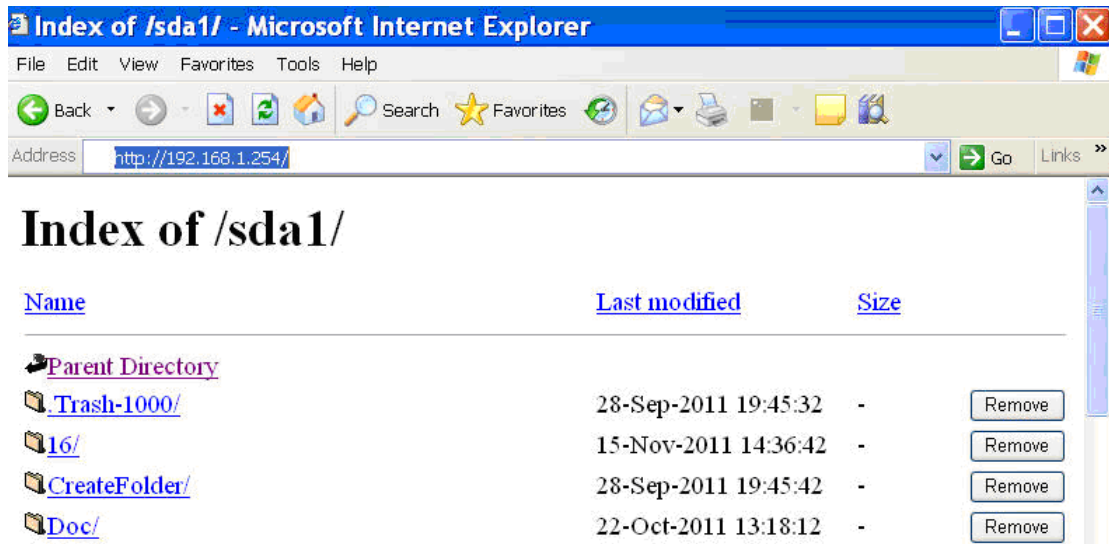 Index of /sda1/ - Microsoft Internet Explorer
File Edit View Favorites Tools Help
Back Search Favorites
Address http://192.168.1.254/ Go Links »
Index of /sda1/
Name Last modified Size
Parent Directory
.Trash-1000/ 28-Sep-2011 19:45:32 - Remove
16/ 15-Nov-2011 14:36:42 - Remove
CreateFolder/ 28-Sep-2011 19:45:42 - Remove
Doc/ 22-Oct-2011 13:18:12 - Remove